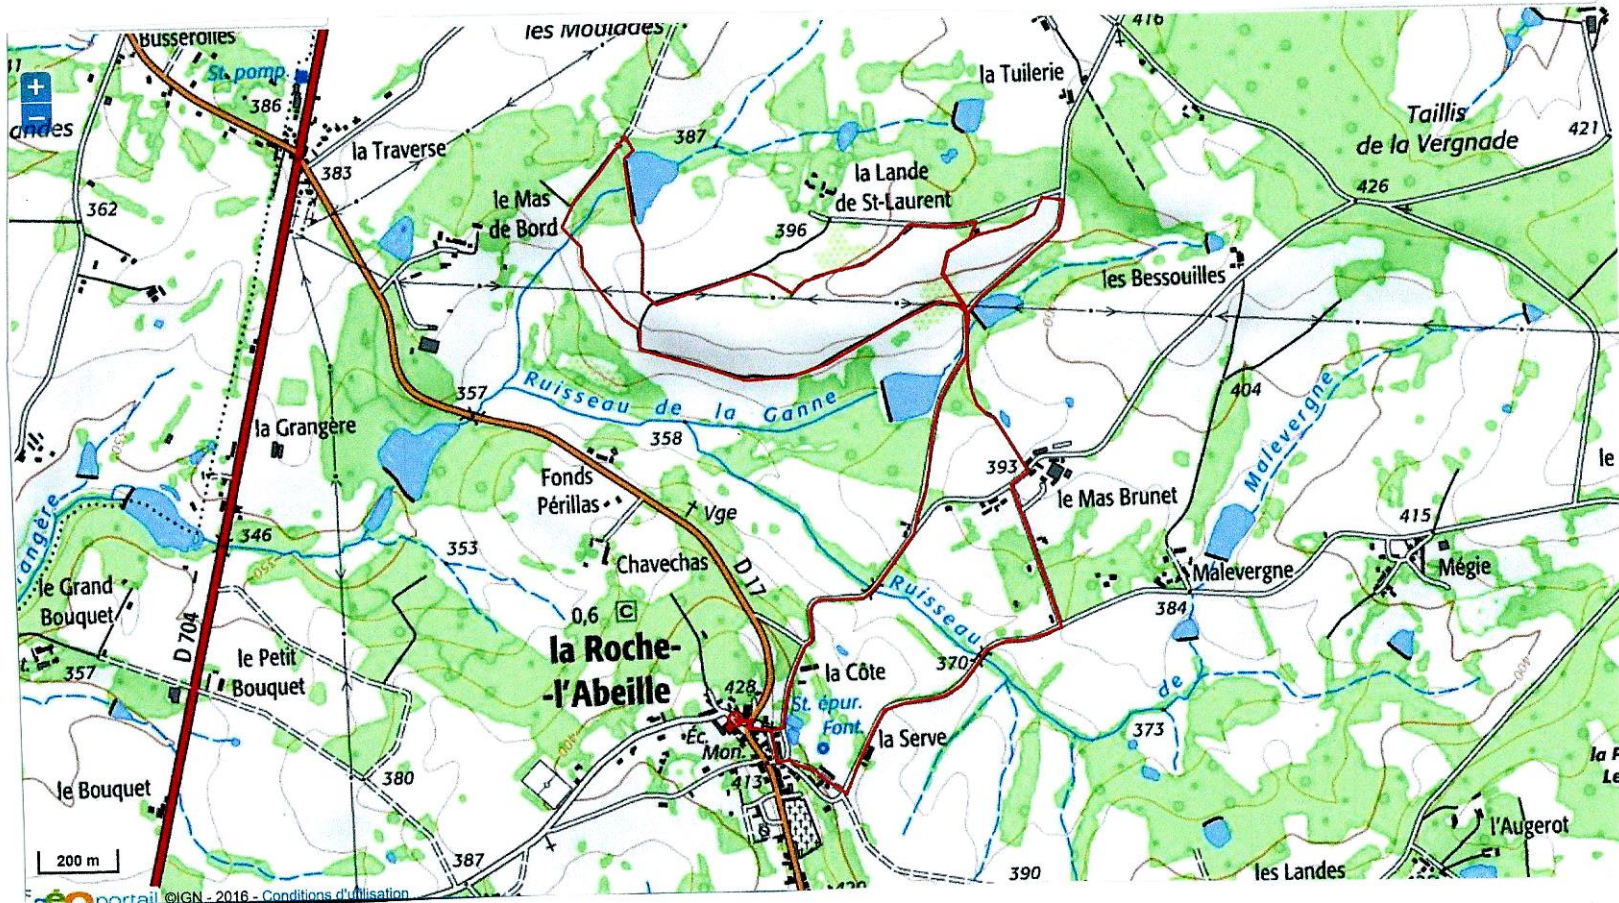 Busserolles
les Moulades
416
+
St. pomp.
la Tuilerie
386
387
Taillis
de la Vergnade
421
andes
la Traverse
383
la Lande
de St-Laurent
426
362
le Mas
de Bord
396
les Bessouilles
404
357
Ruisseau de la Ganne
358
Malevergne
la Grangère
Fonds
Périllas
393
le
le Mas Brunet
Vge
415
346
353
Chavechas
D 17
Mégie
Malevergne
384
le Grand
Bouquet
350
0,6 C
Ruisseau
de
D 704
la Roche-
-l'Abeille
357
le Petit
Bouquet
370
la Côte
428
St. épur.
Font.
400
Éc.
Mon.
la Serve
373
380
413
le Bouquet
387
l'Augerot
200 m
390
les Landes
portail ©IGN - 2016 - Conditions d'utilisation